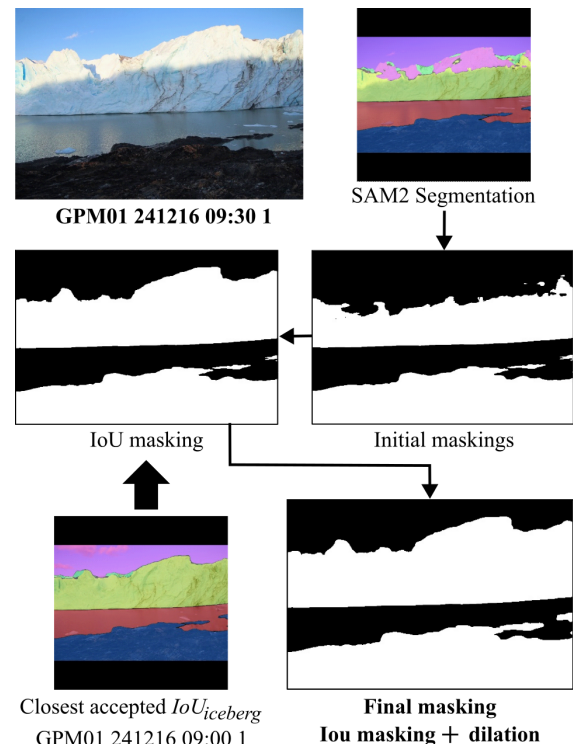 GPM01 241216 09:30 1
SAM2 Segmentation
IoU masking
Initial maskings
Closest accepted IoU_iceberg
GPM01 241216 09:00 1
Final masking
Iou masking + dilation